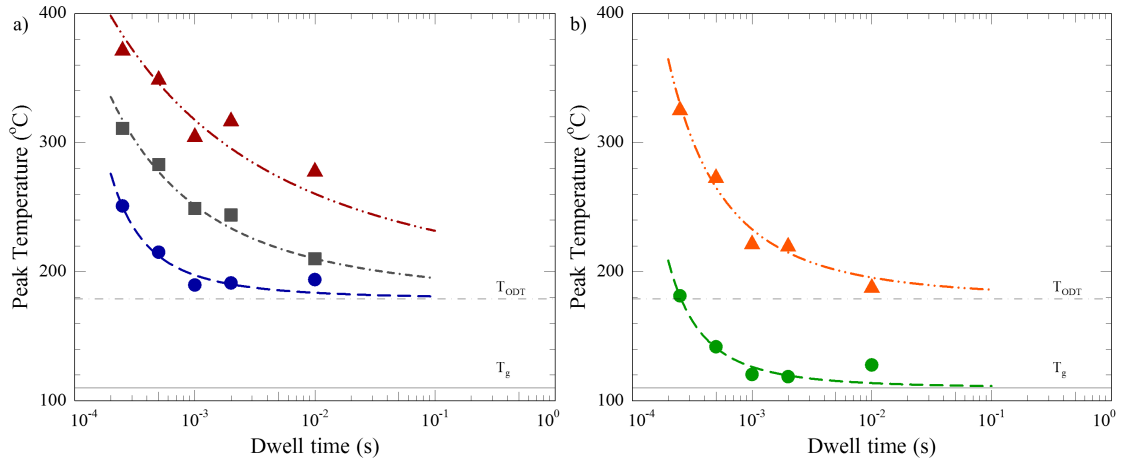 a)
400
300
200
100
Peak Temperature (°C)
T_ODT
T_g
10^-4
10^-3
10^-2
10^-1
10^0
Dwell time (s)
b)
400
300
200
100
Peak Temperature (°C)
T_ODT
T_g
10^-4
10^-3
10^-2
10^-1
10^0
Dwell time (s)